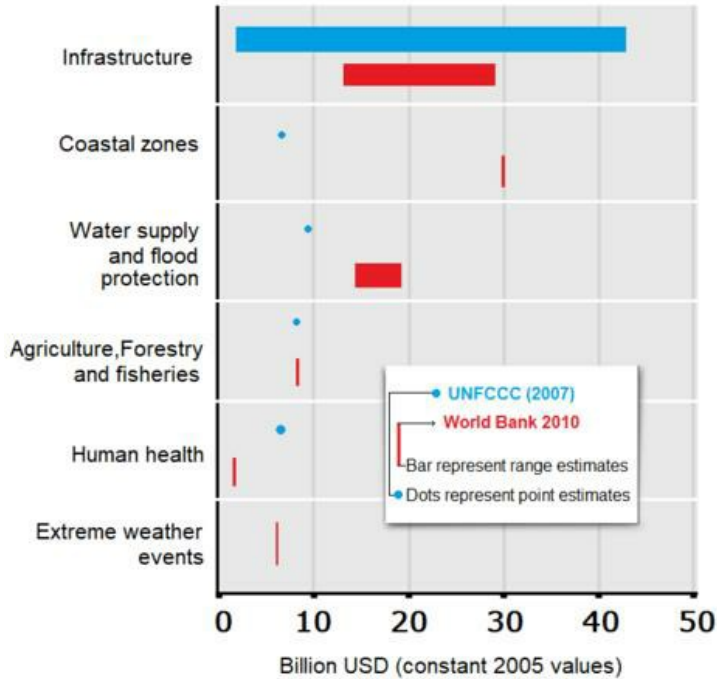 Infrastructure
Coastal zones
Water supply
and flood
protection
Agriculture,Forestry
and fisheries
Human health
Extreme weather
events
UNFCCC (2007)
World Bank 2010
Bar represent range estimates
Dots represent point estimates
0 10 20 30 40 50
Billion USD (constant 2005 values)